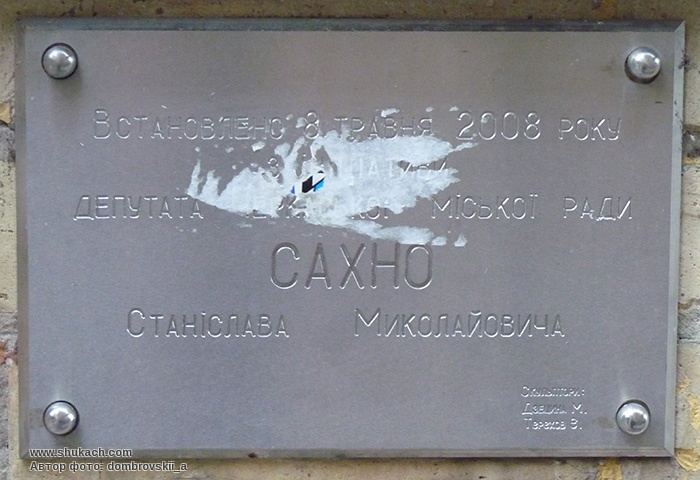 Встановлено 8 травня 2008 року
з
депутата міської ради
САХНО
Станіслава Миколайовича
Скульптори:
Дзвдина М.
Терехов Э.
www.shukach.com
Автор фото: dombrovskii_a